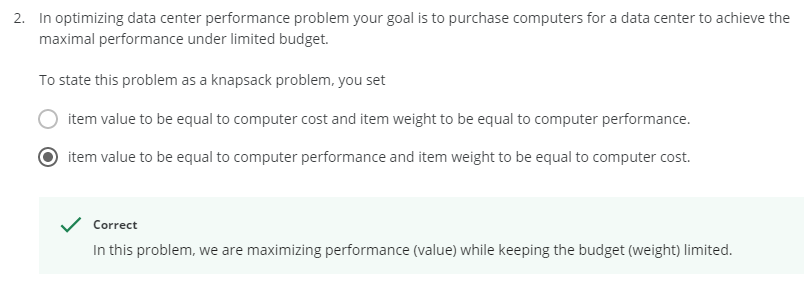 2. In optimizing data center performance problem your goal is to purchase computers for a data center to achieve the
maximal performance under limited budget.
To state this problem as a knapsack problem, you set
item value to be equal to computer cost and item weight to be equal to computer performance.
item value to be equal to computer performance and item weight to be equal to computer cost.
Correct
In this problem, we are maximizing performance (value) while keeping the budget (weight) limited.